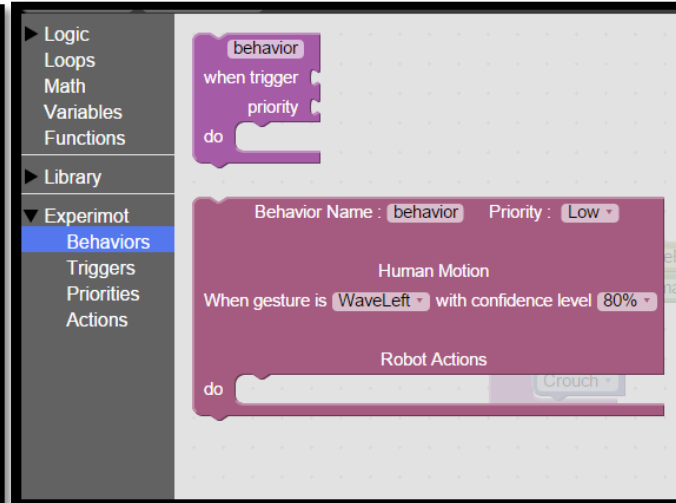 Logic
Loops
Math
Variables
Functions
Library
Experimot
Behaviors
Triggers
Priorities
Actions
behavior
when trigger
priority
do
Behavior Name : behavior Priority : Low
Human Motion
When gesture is WaveLeft with confidence level 80%
Robot Actions
do
Crouch